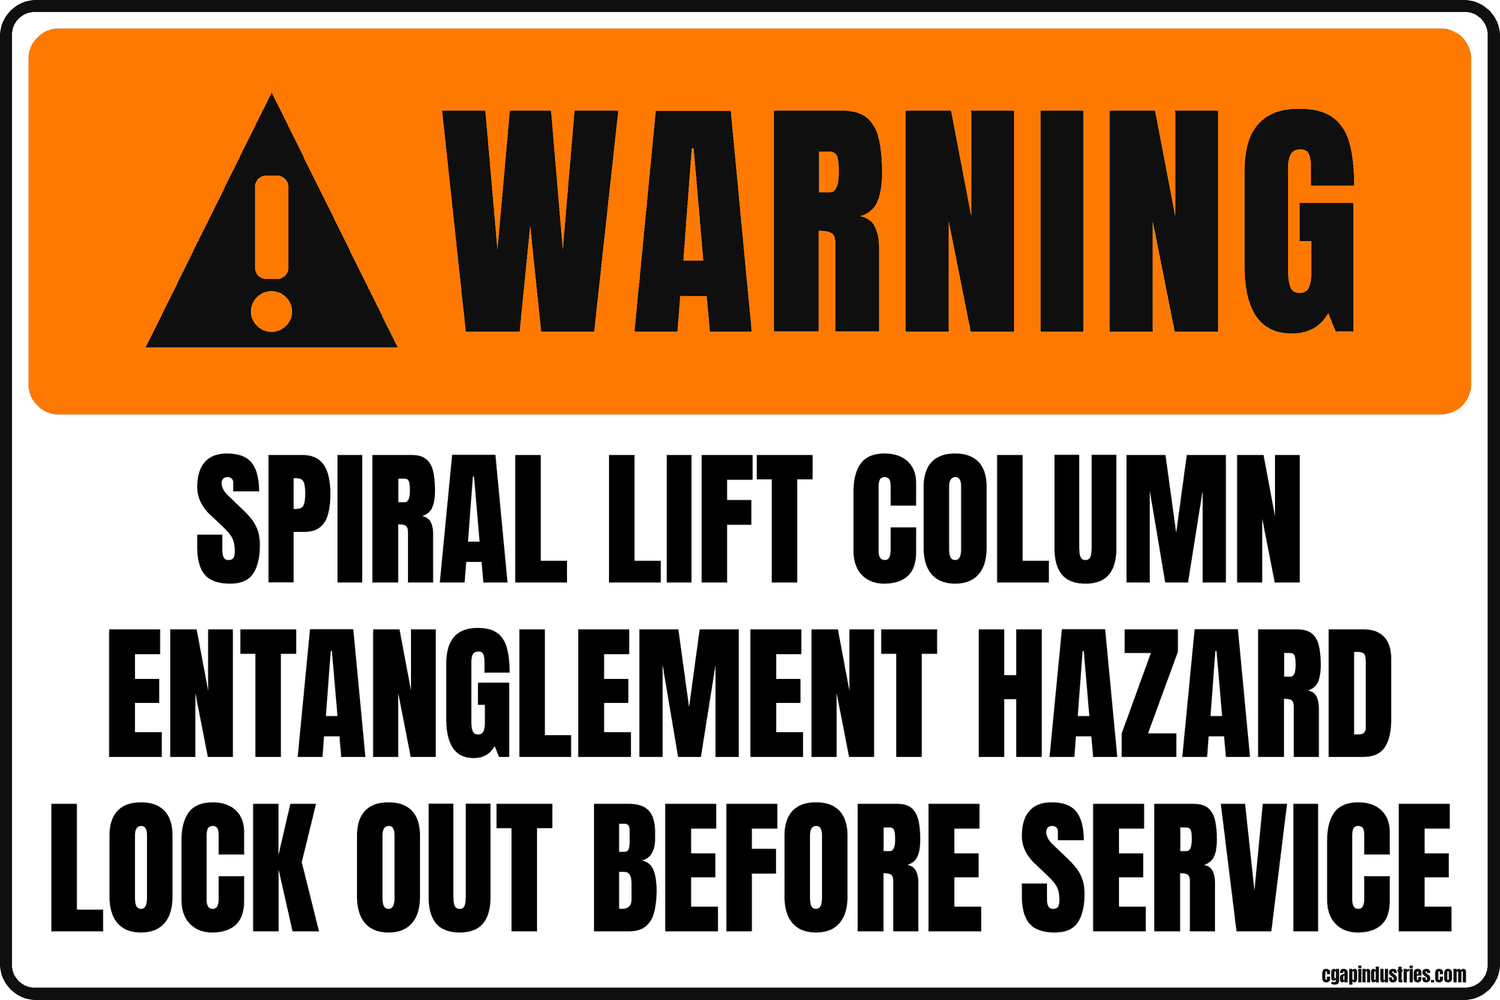 WARNING
SPIRAL LIFT COLUMN
ENTANGLEMENT HAZARD
LOCK OUT BEFORE SERVICE
cgapindustries.com